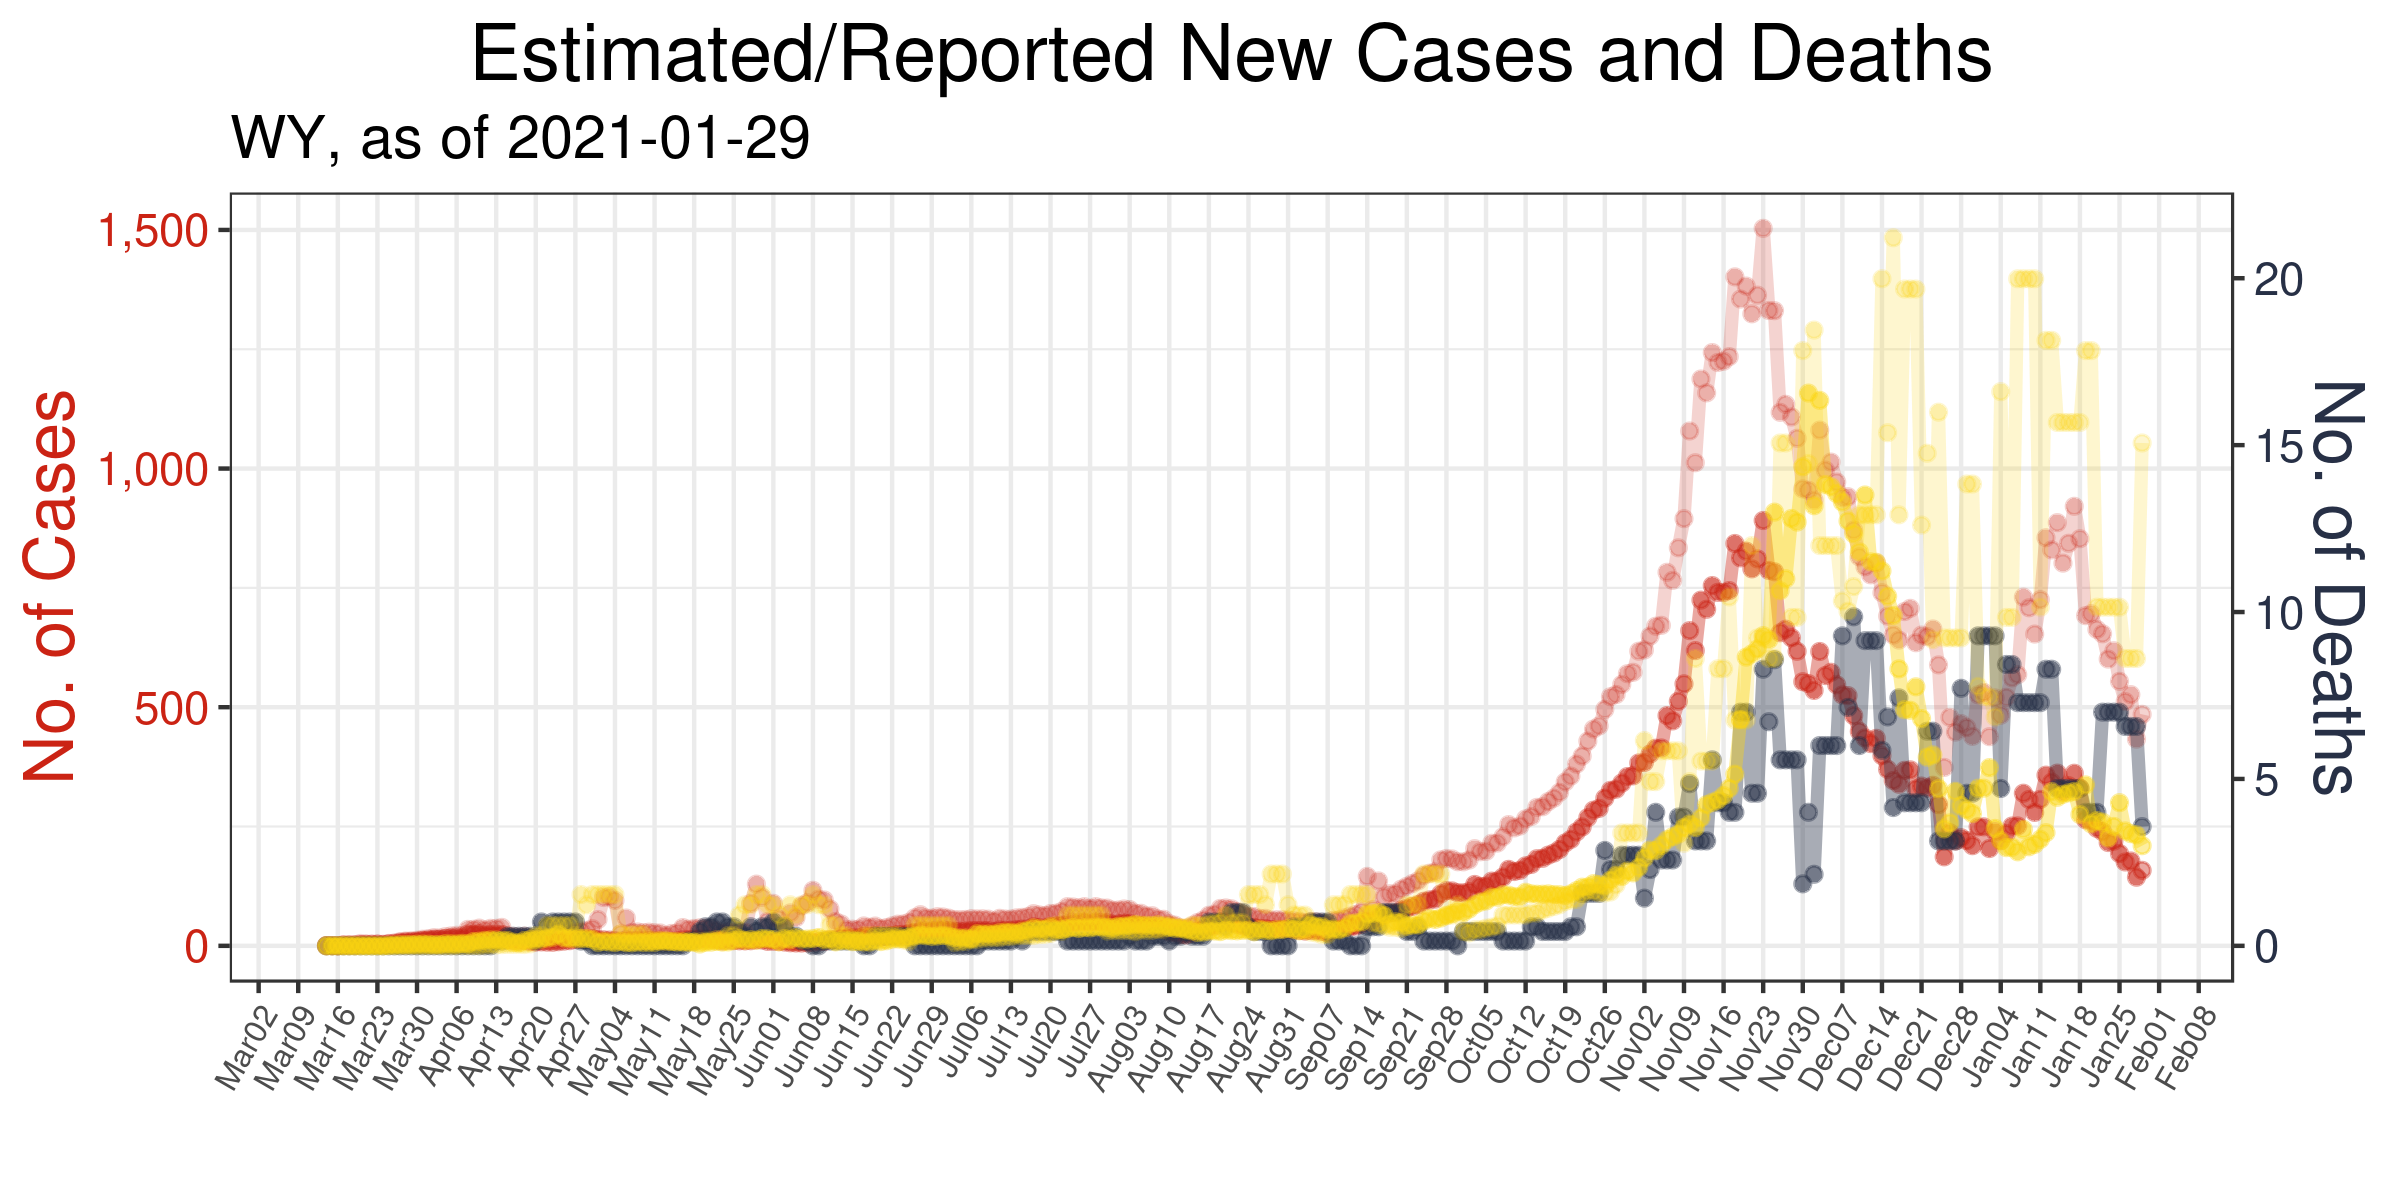 Estimated/Reported New Cases and Deaths
WY, as of 2021-01-29
No. of Cases
1,500
1,000
500
0
20
15
10
5
0
No. of Deaths
Mar02
Mar09
Mar16
Mar23
Mar30
Apr06
Apr13
Apr20
Apr27
May04
May11
May18
May25
Jun01
Jun08
Jun15
Jun22
Jun29
Jul06
Jul13
Jul20
Jul27
Aug03
Aug10
Aug17
Aug24
Aug31
Sep07
Sep14
Sep21
Sep28
Oct05
Oct12
Oct19
Oct26
Nov02
Nov09
Nov16
Nov23
Nov30
Dec07
Dec14
Dec21
Dec28
Jan04
Jan11
Jan18
Jan25
Feb01
Feb08